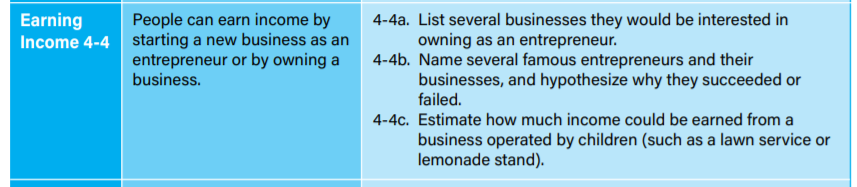 Earning
Income 4-4
People can earn income by
starting a new business as an
entrepreneur or by owning a
business.
4-4a. List several businesses they would be interested in
owning as an entrepreneur.
4-4b. Name several famous entrepreneurs and their
businesses, and hypothesize why they succeeded or
failed.
4-4c. Estimate how much income could be earned from a
business operated by children (such as a lawn service or
lemonade stand).